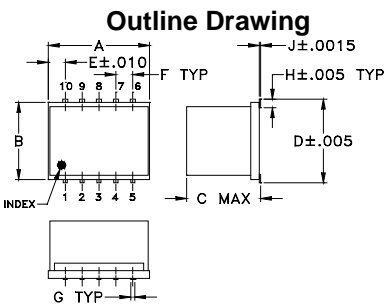 Outline Drawing
A
J±.0015
E±.010
F TYP
H±.005 TYP
10 9 8 7 6
B
D±.005
C MAX
INDEX
1 2 3 4 5
G TYP